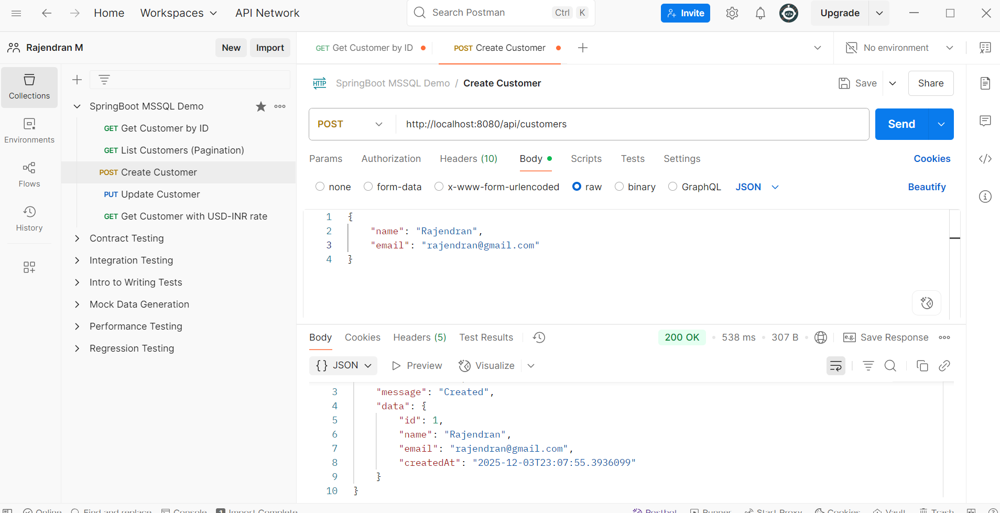 Home Workspaces API Network
Search Postman Ctrl K
Invite
Upgrade
Rajendran M New Import
GET Get Customer by ID
POST Create Customer
No environment
Collections
Environments
Flows
History
SpringBoot MSSQL Demo
GET Get Customer by ID
GET List Customers (Pagination)
POST Create Customer
PUT Update Customer
GET Get Customer with USD-INR rate
Contract Testing
Integration Testing
Intro to Writing Tests
Mock Data Generation
Performance Testing
Regression Testing
HTTP SpringBoot MSSQL Demo / Create Customer
Save Share
POST http://localhost:8080/api/customers Send
Params Authorization Headers (10) Body Scripts Tests Settings Cookies
none form-data x-www-form-urlencoded raw binary GraphQL JSON Beautify
1 {
2 "name": "Rajendran",
3 "email": "rajendran@gmail.com"
4 }
Body Cookies Headers (5) Test Results 200 OK • 538 ms • 307 B e.g. Save Response
{} JSON Preview Visualize
3 "message": "Created",
4 "data": {
5 "id": 1,
6 "name": "Rajendran",
7 "email": "rajendran@gmail.com",
8 "createdAt": "2025-12-03T23:07:55.3936099"
9 }
10 }
Online Find and replace Console 1 Import Complete Postbot Runner Start Proxy Cookies Vault Trash